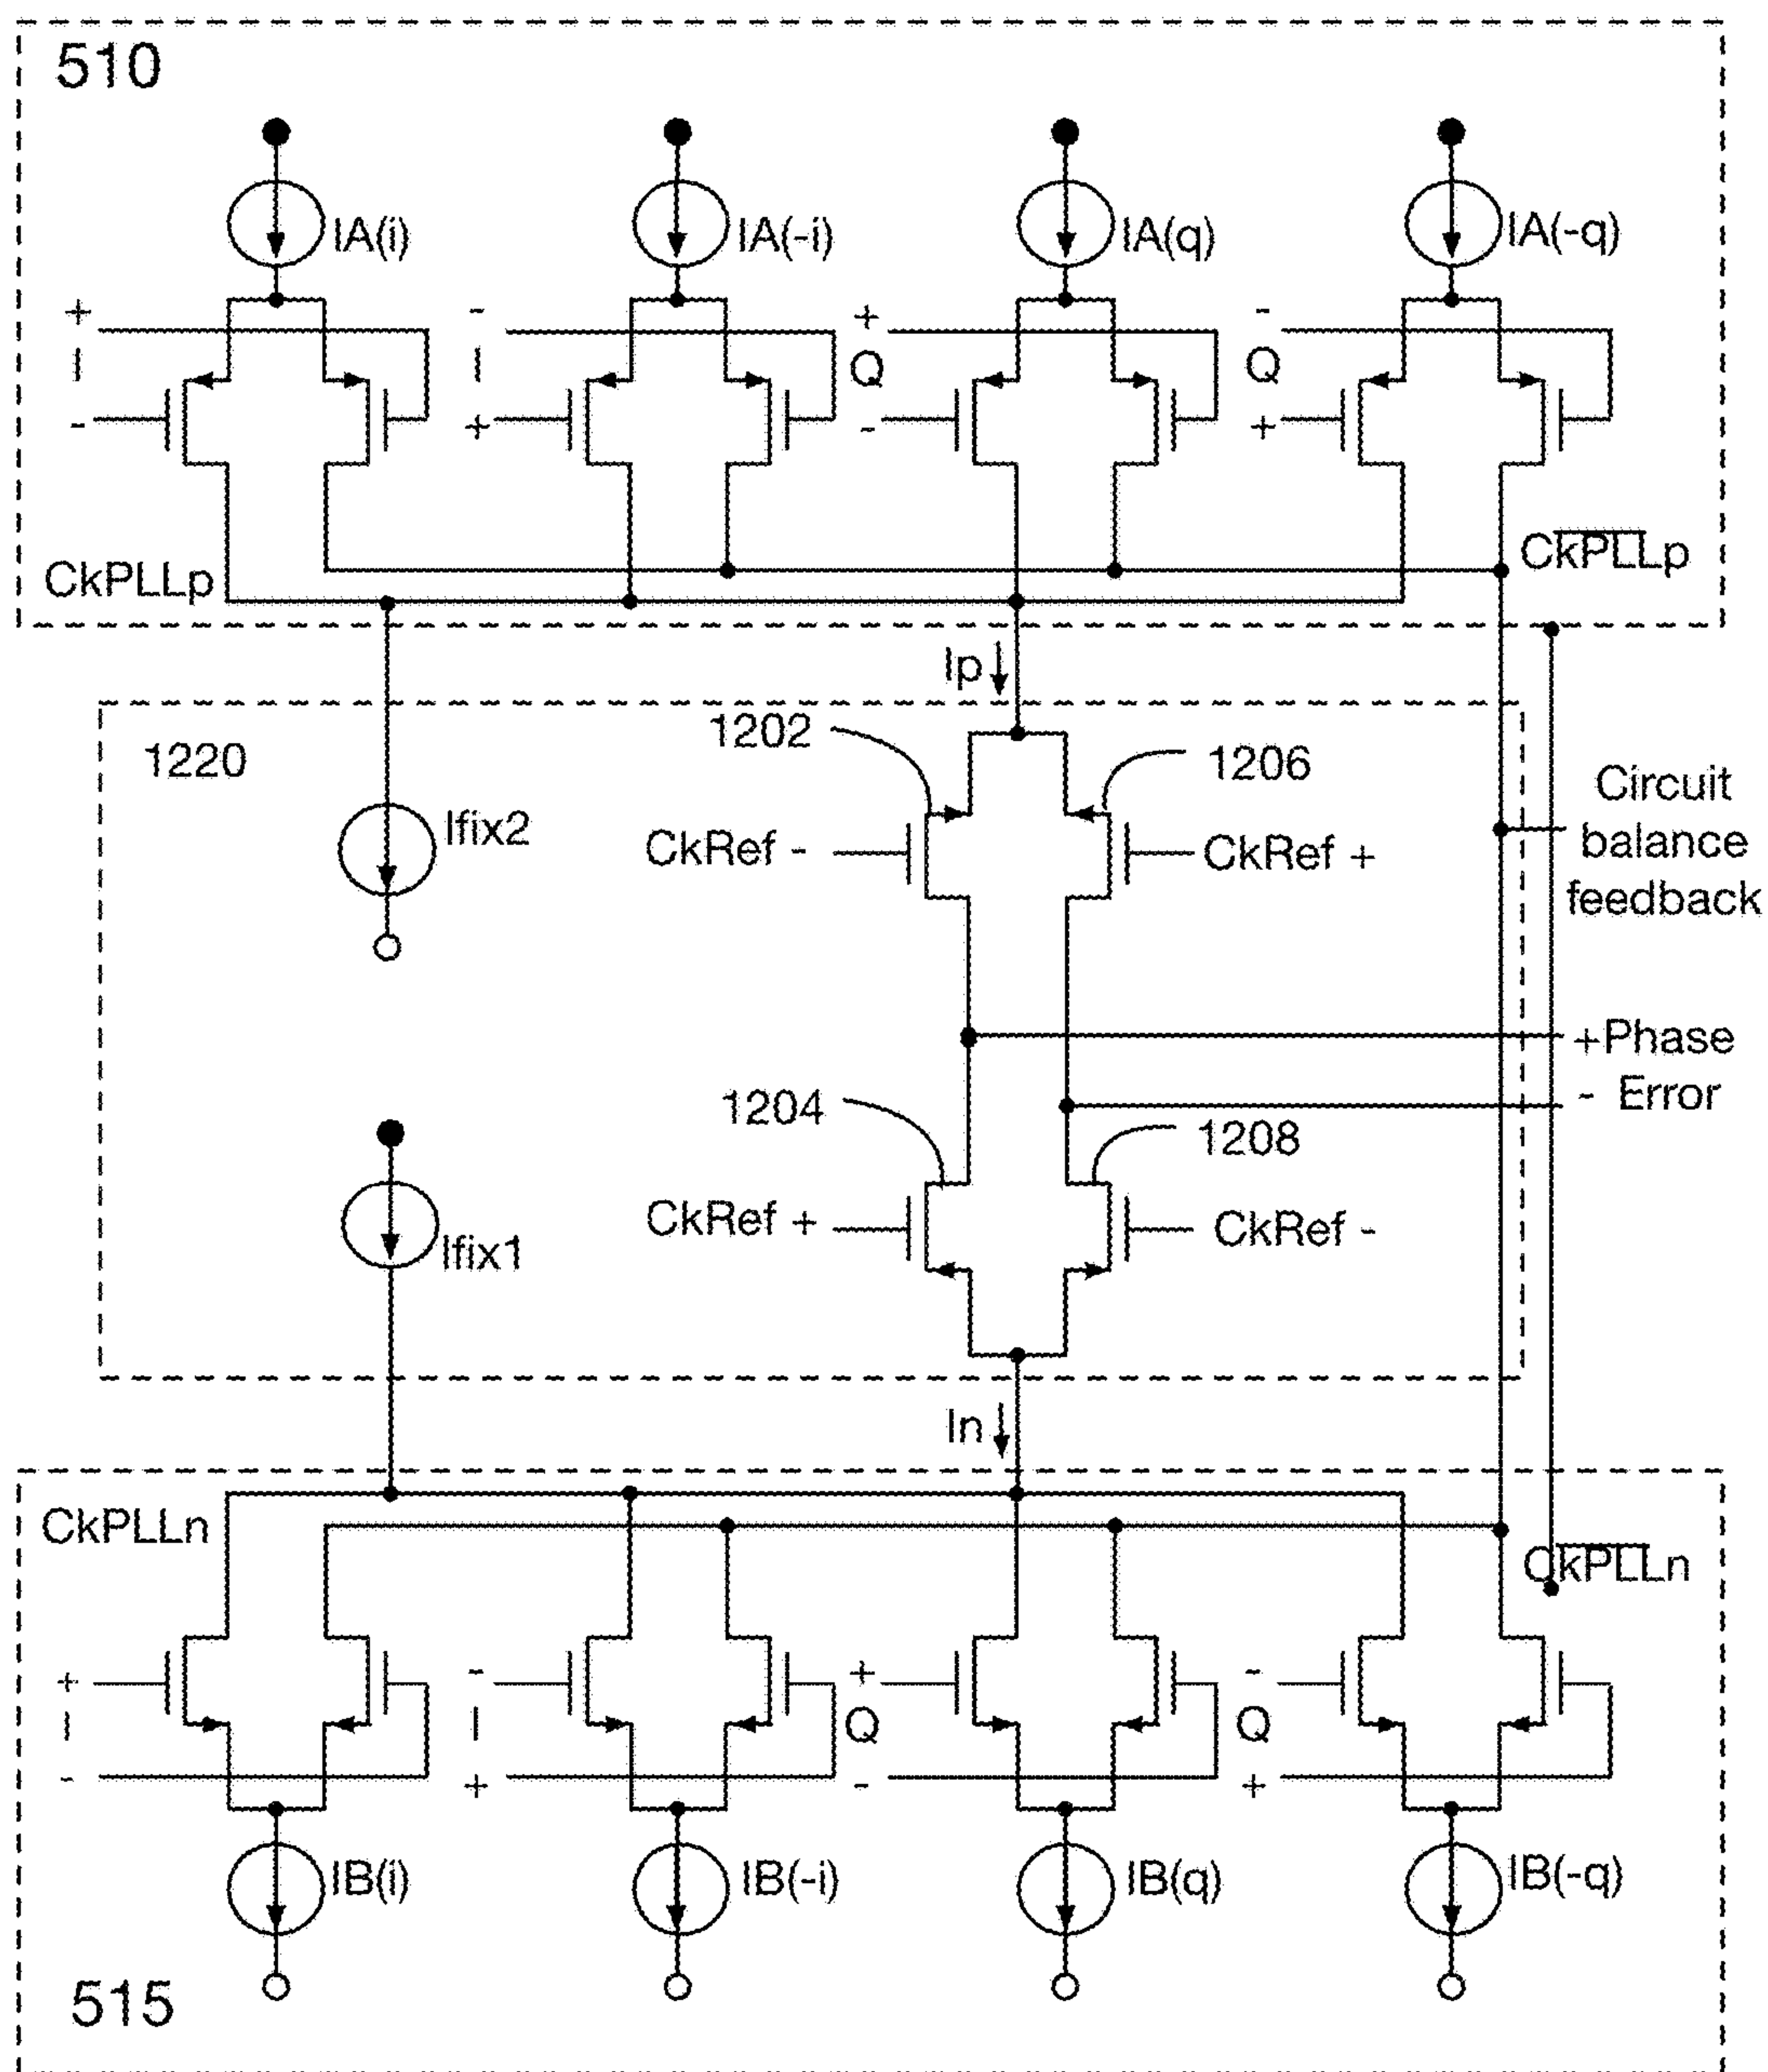 510
IA(i)
IA(-i)
IA(q)
IA(-q)
+
I
-
-
I
+
+
Q
-
-
Q
+
CkPLLp
CkPLLp
Ip
1220
1202
1206
Ifix2
CkRef -
CkRef +
Circuit
balance
feedback
+Phase
- Error
1204
1208
Ifix1
CkRef +
CkRef -
In
CkPLLn
CkPLLn
+
I
-
-
I
+
+
Q
-
-
Q
+
IB(i)
IB(-i)
IB(q)
IB(-q)
515